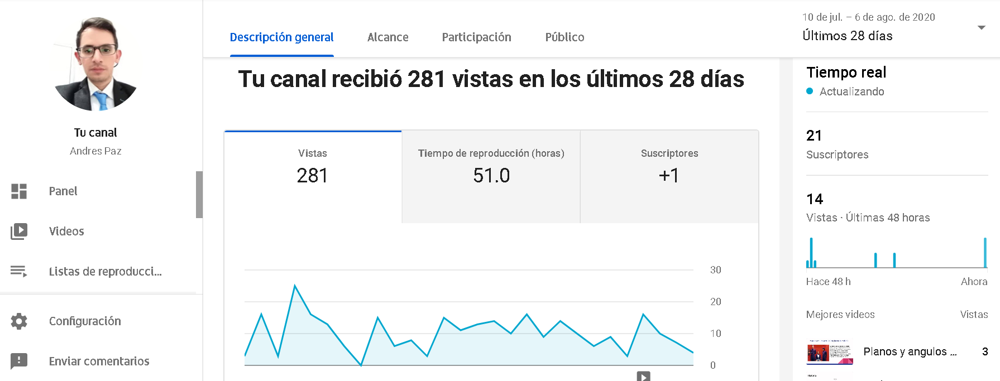 Tu canal
Andres Paz
Panel
Videos
Listas de reproducci...
Configuración
Enviar comentarios
Descripción general
Alcance
Participación
Público
10 de jul. – 6 de ago. de 2020
Últimos 28 días
Tu canal recibió 281 vistas en los últimos 28 días
Vistas
281
Tiempo de reproducción (horas)
51.0
Suscriptores
+1
30
20
10
0
Tiempo real
Actualizando
21
Suscriptores
14
Vistas · Últimas 48 horas
Hace 48 h
Ahora
Mejores videos
Vistas
Planos y angulos ...
3
Historia